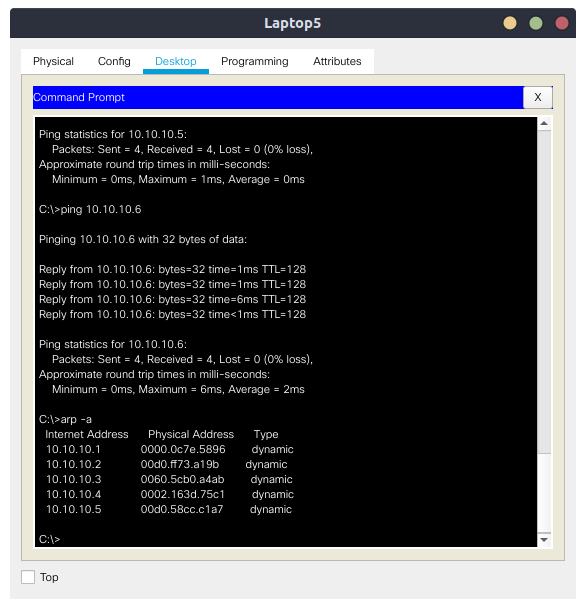 Laptop5
Physical Config Desktop Programming Attributes
Command Prompt X
Ping statistics for 10.10.10.5:
Packets: Sent = 4, Received = 4, Lost = 0 (0% loss),
Approximate round trip times in milli-seconds:
Minimum = 0ms, Maximum = 1ms, Average = 0ms
C:\>ping 10.10.10.6
Pinging 10.10.10.6 with 32 bytes of data:
Reply from 10.10.10.6: bytes=32 time=1ms TTL=128
Reply from 10.10.10.6: bytes=32 time=1ms TTL=128
Reply from 10.10.10.6: bytes=32 time=6ms TTL=128
Reply from 10.10.10.6: bytes=32 time<1ms TTL=128
Ping statistics for 10.10.10.6:
Packets: Sent = 4, Received = 4, Lost = 0 (0% loss),
Approximate round trip times in milli-seconds:
Minimum = 0ms, Maximum = 6ms, Average = 2ms
C:\>arp -a
Internet Address Physical Address Type
10.10.10.1 0000.0c7e.5896 dynamic
10.10.10.2 00d0.ff73.a19b dynamic
10.10.10.3 0060.5cb0.a4ab dynamic
10.10.10.4 0002.163d.75c1 dynamic
10.10.10.5 00d0.58cc.c1a7 dynamic
C:\>
Top